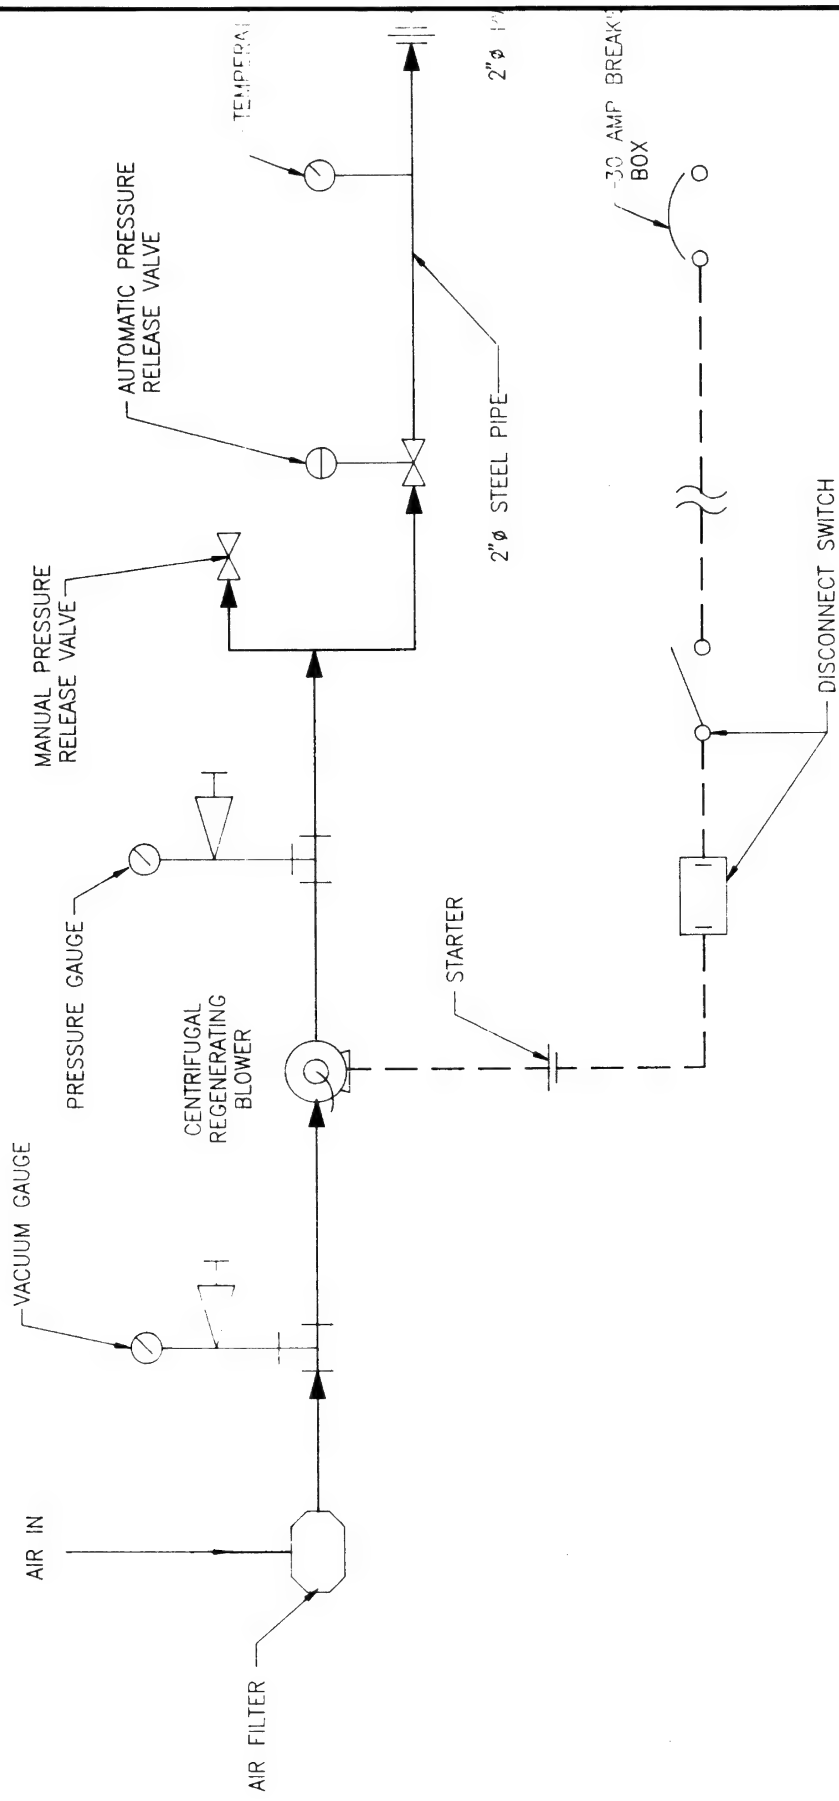 AIR IN
AIR FILTER
VACUUM GAUGE
CENTRIFUGAL
REGENERATING
BLOWER
PRESSURE GAUGE
MANUAL PRESSURE
RELEASE VALVE
AUTOMATIC PRESSURE
RELEASE VALVE
2"ø STEEL PIPE
2"ø
STARTER
DISCONNECT SWITCH
30 AMP
BOX